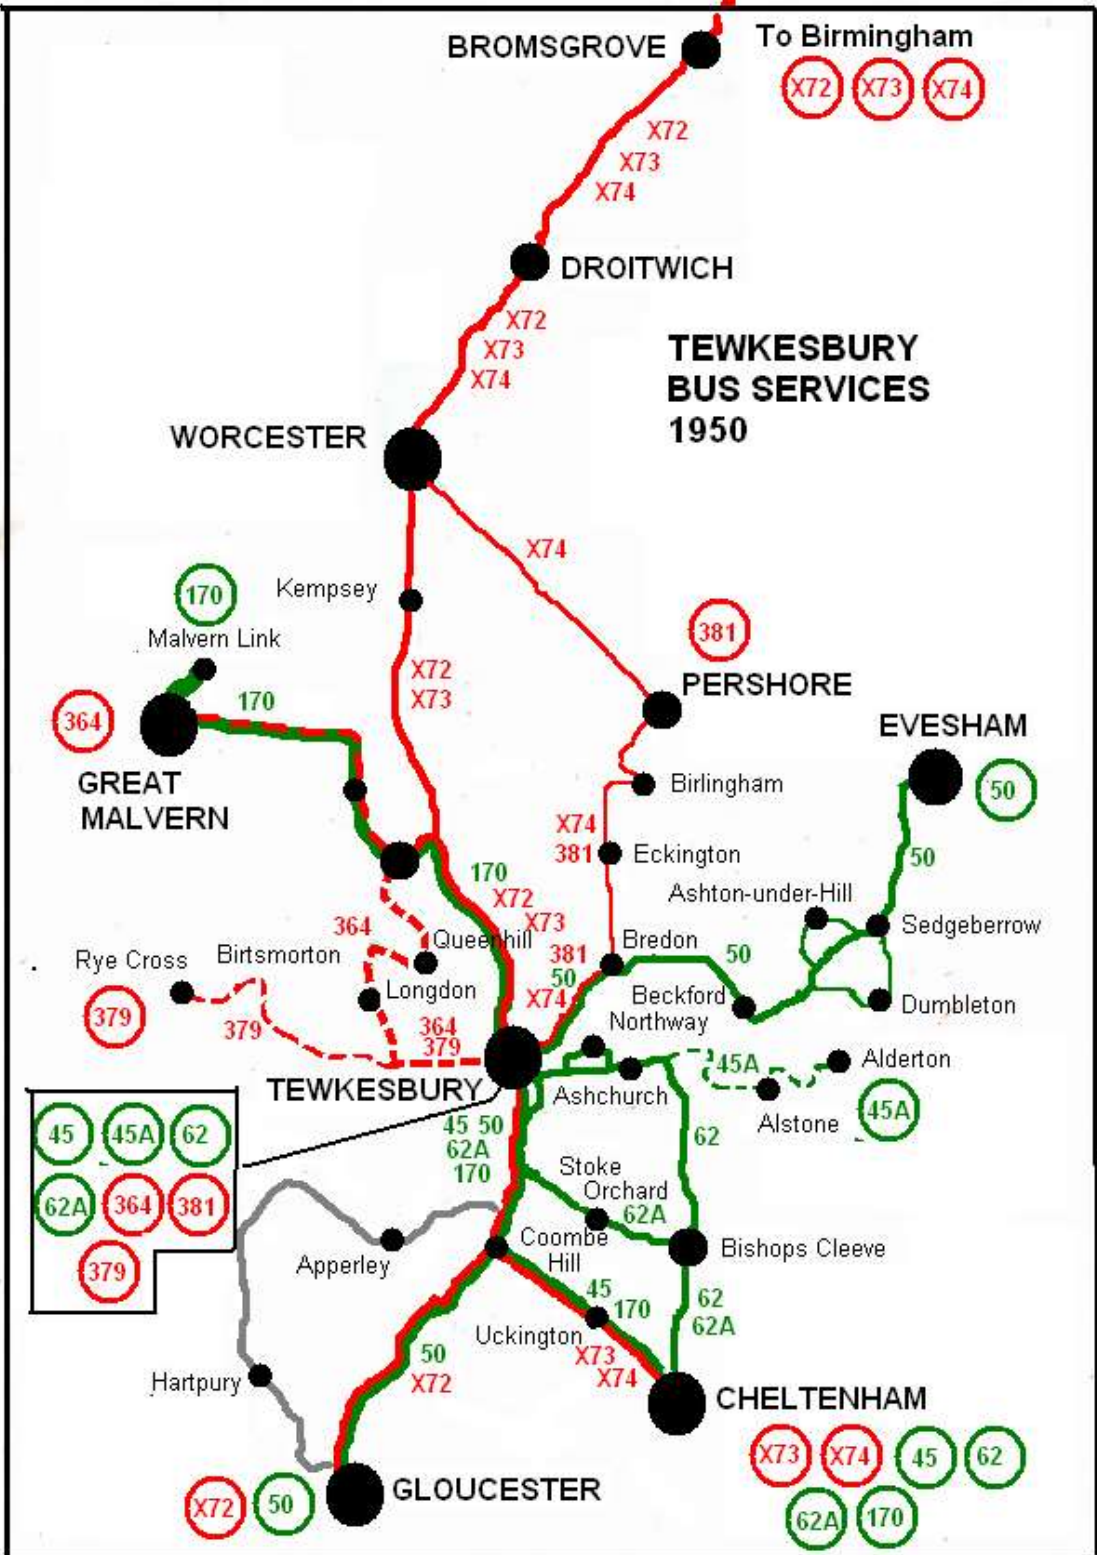 BROMSGROVE
To Birmingham
X72 X73 X74
X72
X73
X74
DROITWICH
X72
X73
X74
TEWKESBURY
BUS SERVICES
1950
WORCESTER
X74
Kempsey
170
Malvern Link
381
X72
X73
PERSHORE
170
364
EVESHAM
GREAT
MALVERN
Birlingham
50
X74
381
Eckington
50
170
X72
X73
Ashton-under-Hill
364
Queenhill
Sedgeberrow
Rye Cross
Birtsmorton
381
Bredon
50
50
Longdon
X74
Beckford
Dumbleton
379
379
364
379
Northway
TEWKESBURY
Ashchurch
45A
Alderton
Alstone
45A
45 45A 62
62A 364 381
379
45 50
62A
170
62
Stoke
Orchard
62A
Apperley
Coombe
Hill
Bishops Cleeve
45
170
62
62A
Uckington
X73
X74
50
X72
Hartpury
CHELTENHAM
X73 X74 45 62
62A 170
GLOUCESTER
X72 50